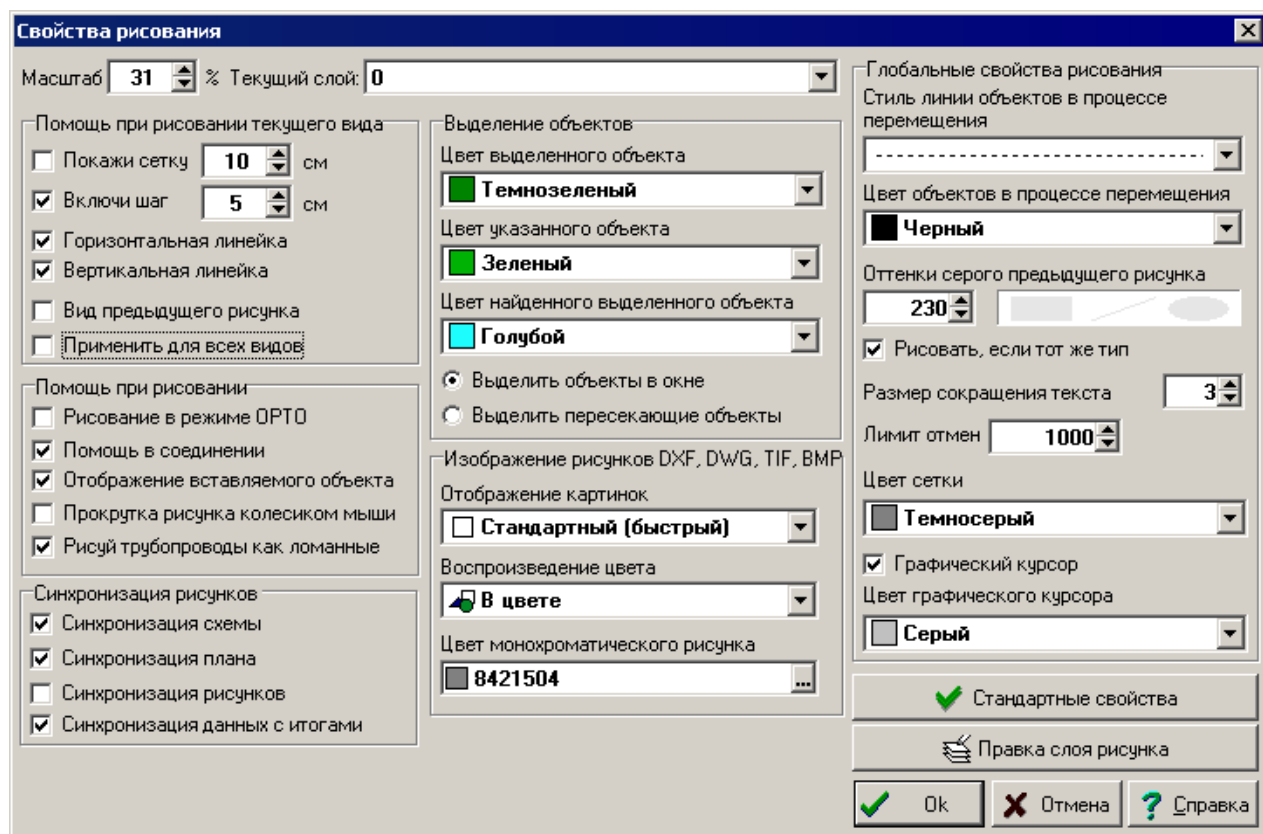 Свойства рисования
Масштаб 31 % Текущий слой: 0
Помощь при рисовании текущего вида
Покажи сетку 10 см
Включи шаг 5 см
Горизонтальная линейка
Вертикальная линейка
Вид предыдущего рисунка
Применить для всех видов
Помощь при рисовании
Рисование в режиме ОРТО
Помощь в соединении
Отображение вставляемого объекта
Прокрутка рисунка колесиком мыши
Рисуй трубопроводы как ломанные
Синхронизация рисунков
Синхронизация схемы
Синхронизация плана
Синхронизация рисунков
Синхронизация данных с итогами
Выделение объектов
Цвет выделенного объекта
Темнозеленый
Цвет указанного объекта
Зеленый
Цвет найденного выделенного объекта
Голубой
Выделить объекты в окне
Выделить пересекающие объекты
Изображение рисунков DXF, DWG, TIF, BMP
Отображение картинок
Стандартный (быстрый)
Воспроизведение цвета
В цвете
Цвет монохроматического рисунка
8421504 ...
Глобальные свойства рисования
Стиль линии объектов в процессе
перемещения
Цвет объектов в процессе перемещения
Черный
Оттенки серого предыдущего рисунка
230
Рисовать, если тот же тип
Размер сокращения текста 3
Лимит отмен 1000
Цвет сетки
Темносерый
Графический курсор
Цвет графического курсора
Серый
Стандартные свойства
Правка слоя рисунка
Ok Отмена Справка